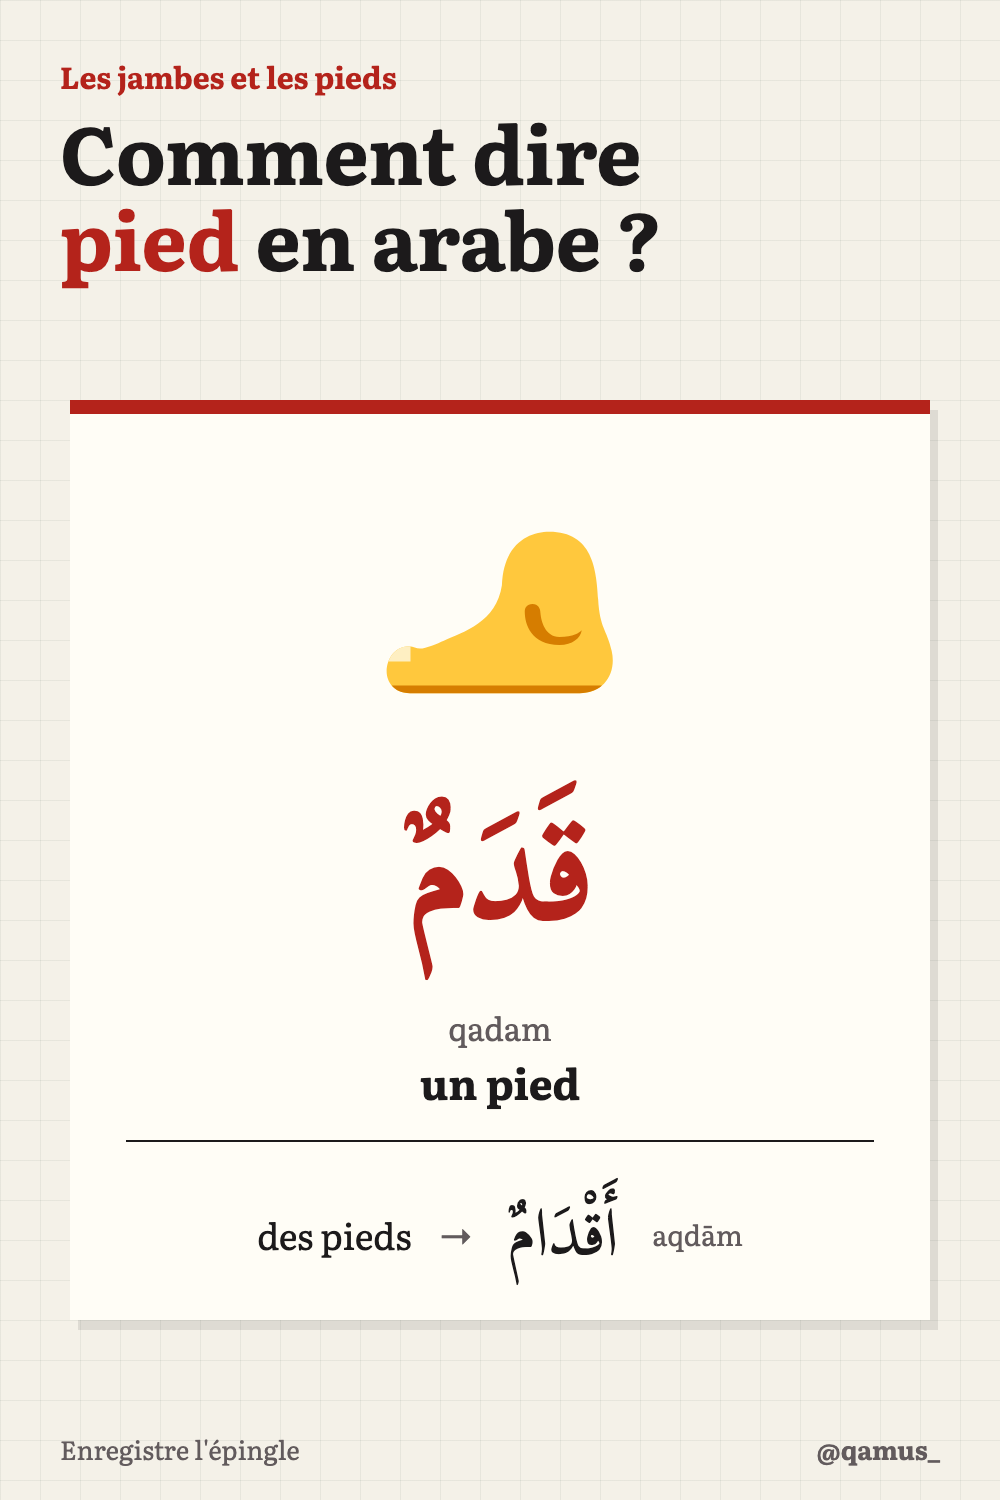 Les jambes et les pieds
Comment dire
pied en arabe ?
قَدَمٌ
qadam
un pied
des pieds → أَقْدَامٌ aqdām
Enregistre l'épingle
@qamus_